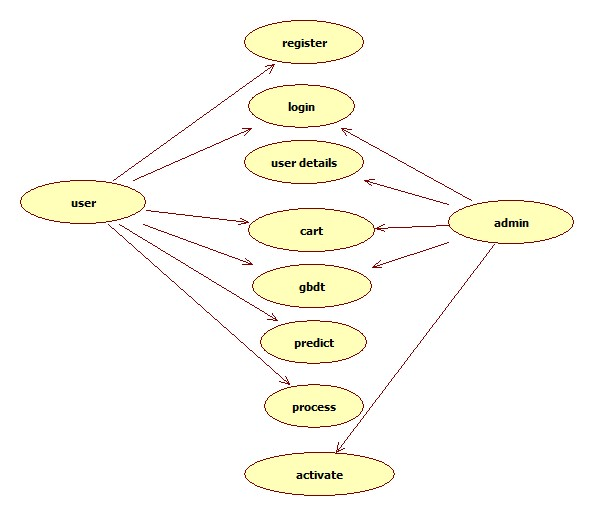 register
login
user details
user
admin
cart
gbdt
predict
process
activate